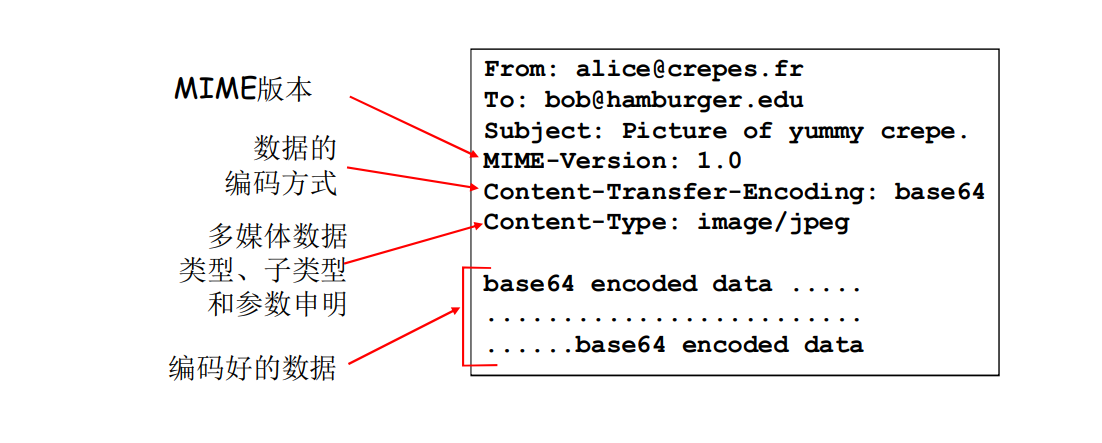 MIME版本
数据的
编码方式
多媒体数据
类型、子类型
和参数申明
编码好的数据
From: alice@crepes.fr
To: bob@hamburger.edu
Subject: Picture of yummy crepe.
MIME-Version: 1.0
Content-Transfer-Encoding: base64
Content-Type: image/jpeg
base64 encoded data .....
.........................
......base64 encoded data